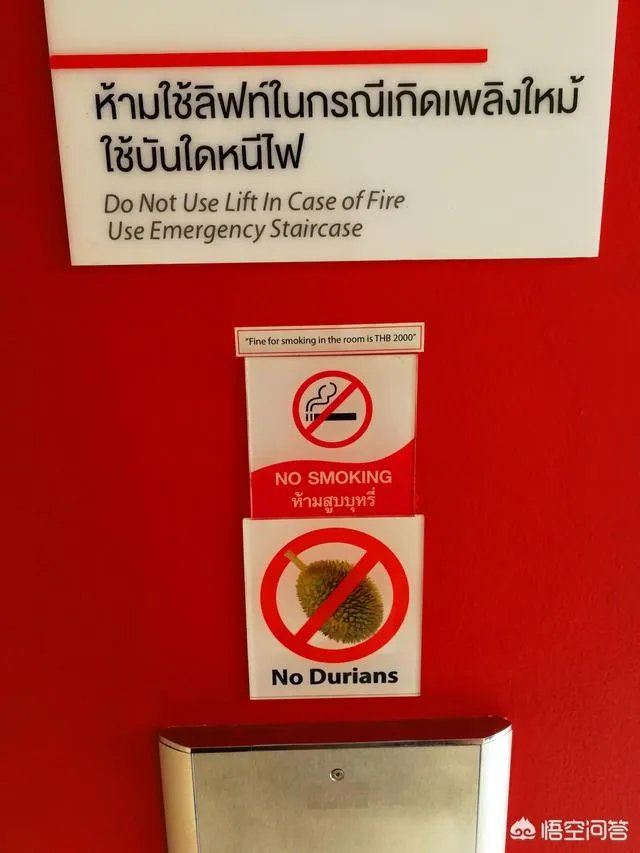 ห้ามใช้ลิฟท์ในกรณีเกิดเพลิงใหม้
ใช้บันใดหนีไฟ
Do Not Use Lift In Case of Fire
Use Emergency Staircase
"Fine for smoking in the room is THB 2000"
NO SMOKING
ห้ามสูบบุหรี่
No Durians
悟空问答